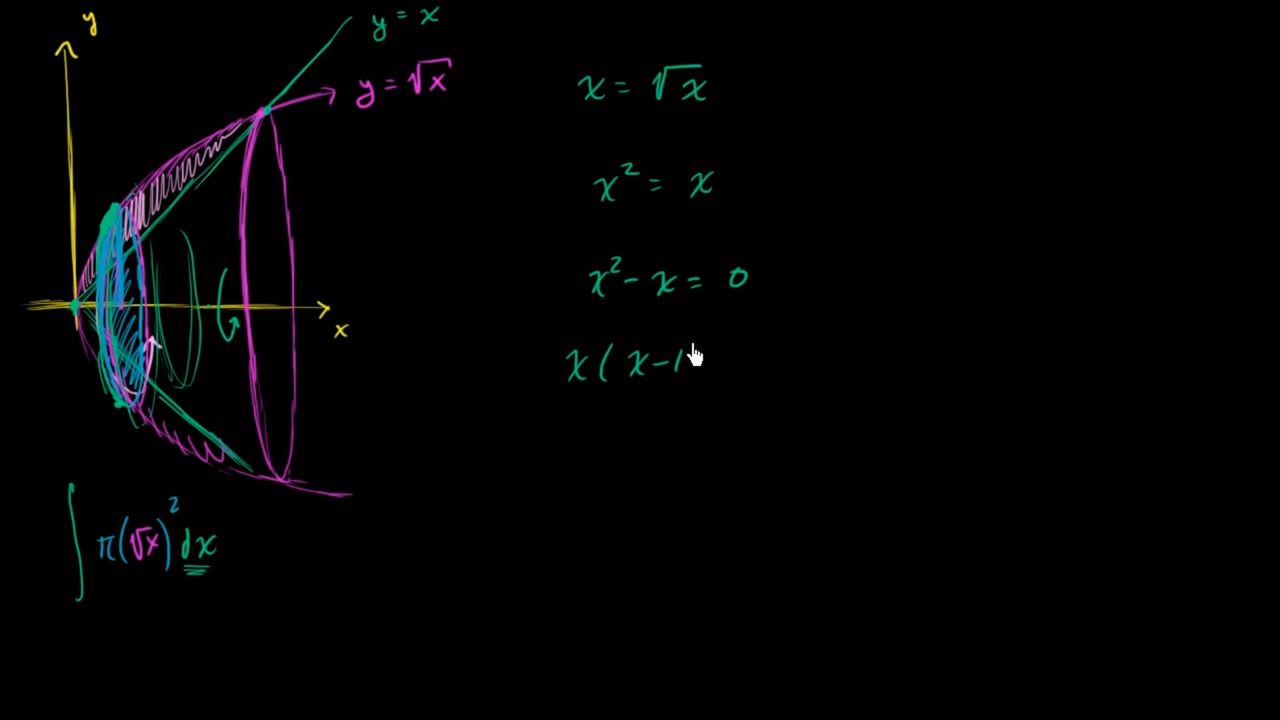 y
y = x
y = √x
x
x = √x
x² = x
x² - x = 0
x( x-1
∫ π(√x)² dx